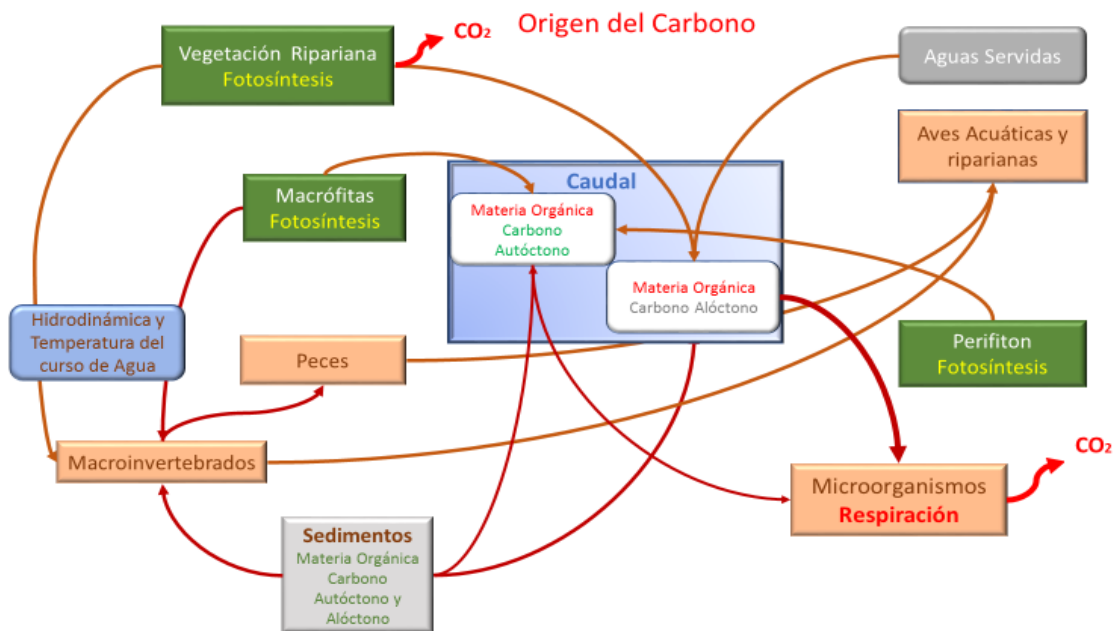 Origen del Carbono
CO₂
Vegetación Ripariana
Fotosíntesis
Aguas Servidas
Aves Acuáticas y
riparianas
Macrófitas
Fotosíntesis
Caudal
Materia Orgánica
Carbono
Autóctono
Materia Orgánica
Carbono Alóctono
Hidrodinámica y
Temperatura del
curso de Agua
Peces
Perifiton
Fotosíntesis
Macroinvertebrados
CO₂
Microorganismos
Respiración
Sedimentos
Materia Orgánica
Carbono
Autóctono y
Alóctono